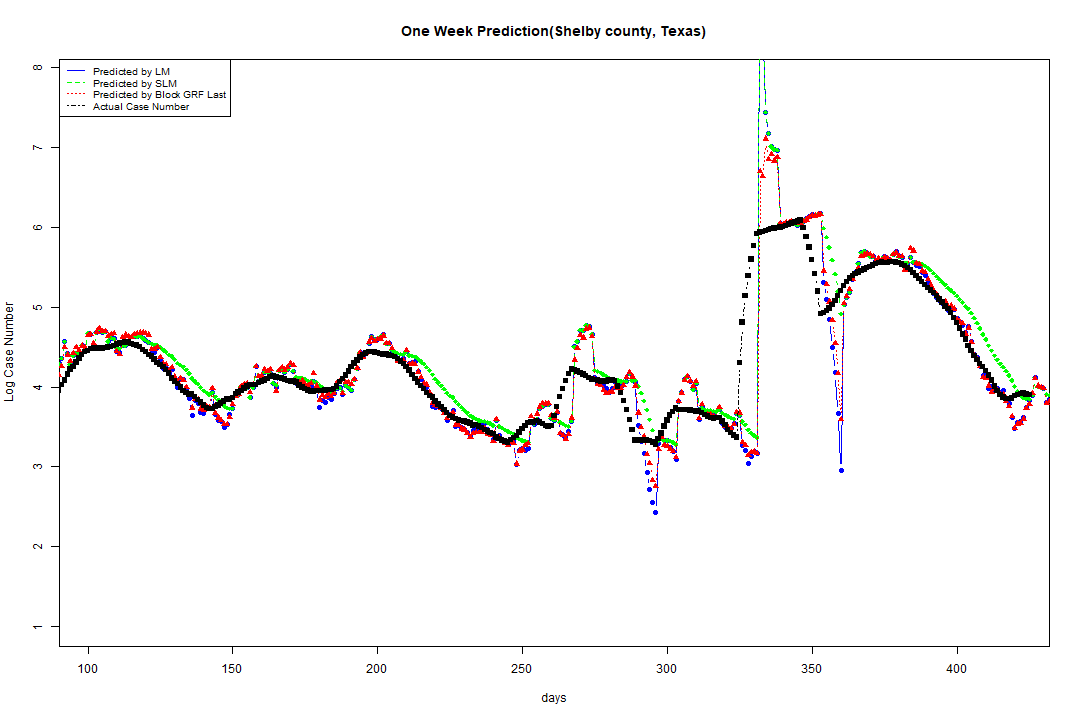 One Week Prediction(Shelby county, Texas)
Predicted by LM
Predicted by SLM
Predicted by Block GRF Last
Actual Case Number
Log Case Number
8
7
6
5
4
3
2
1
100 150 200 250 300 350 400
days